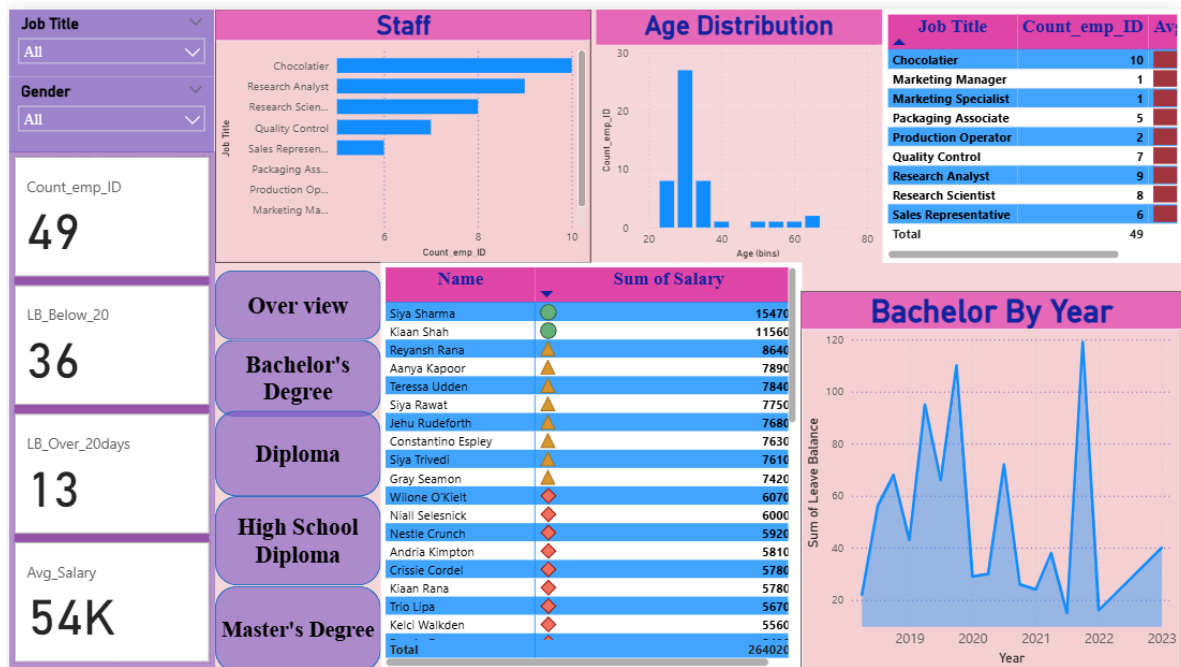 Job Title
All
Gender
All
Count_emp_ID
49
LB_Below_20
36
LB_Over_20days
13
Avg_Salary
54K
Staff
Job Title
Chocolatier
Research Analyst
Research Scien...
Quality Control
Sales Represen...
Packaging Ass...
Production Op...
Marketing Ma...
6 8 10
Count_emp_ID
Age Distribution
Count_emp_ID
30
20
10
0
20 40 60 80
Age (bins)
Job Title Count_emp_ID
Chocolatier 10
Marketing Manager 1
Marketing Specialist 1
Packaging Associate 5
Production Operator 2
Quality Control 7
Research Analyst 9
Research Scientist 8
Sales Representative 6
Total 49
Over view
Bachelor's
Degree
Diploma
High School
Diploma
Master's Degree
Name Sum of Salary
Siya Sharma 15470
Kiaan Shah 11560
Reyansh Rana 8640
Aanya Kapoor 7890
Teressa Udden 7840
Siya Rawat 7750
Jehu Rudeforth 7680
Constantino Espley 7630
Siya Trivedi 7610
Gray Seamon 7420
Wilone O'Kielt 6070
Niall Selesnick 6000
Nestle Crunch 5920
Andria Kimpton 5810
Crissie Cordel 5780
Kiaan Rana 5780
Trio Lipa 5670
Kelci Walkden 5560
Total 264020
Bachelor By Year
Sum of Leave Balance
120
100
80
60
40
20
2019 2020 2021 2022 2023
Year